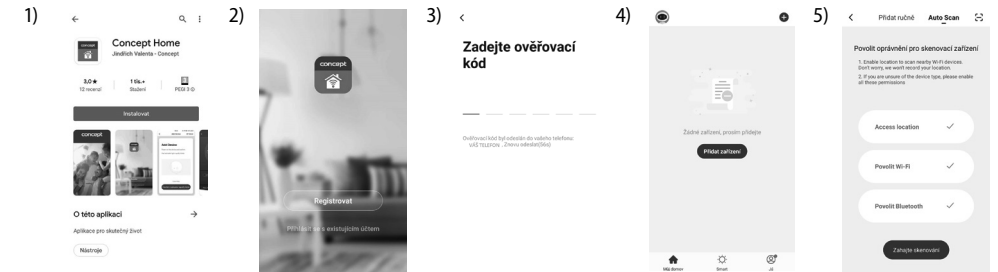 1)
Concept Home
Jindřich Valenta - Concept
concept
3,0★
12 recenzí
1 tis.+
Stažení
PEGI 3
Instalovat
concept
O této aplikaci
→
Aplikace pro skutečný život
Nástroje
2)
concept
Registrovat
Přihlásit se s existujícím účtem
3)
Zadejte ověřovací
kód
Ověřovací kód byl odeslán do vašeho telefonu:
VÁŠ TELEFON. Znovu odeslat(56s)
4)
Žádné zařízení, prosím přidejte
Přidat zařízení
Můj domov
Smart
Já
5)
Přidat ručně
Auto Scan
Povolit oprávnění pro skenovací zařízení
1. Enable location to scan nearby Wi-Fi devices.
Don't worry, we won't record your location.
2. If you are unsure of the device type, please enable
all these permissions
Access location
Povolit Wi-Fi
Povolit Bluetooth
Zahajte skenování